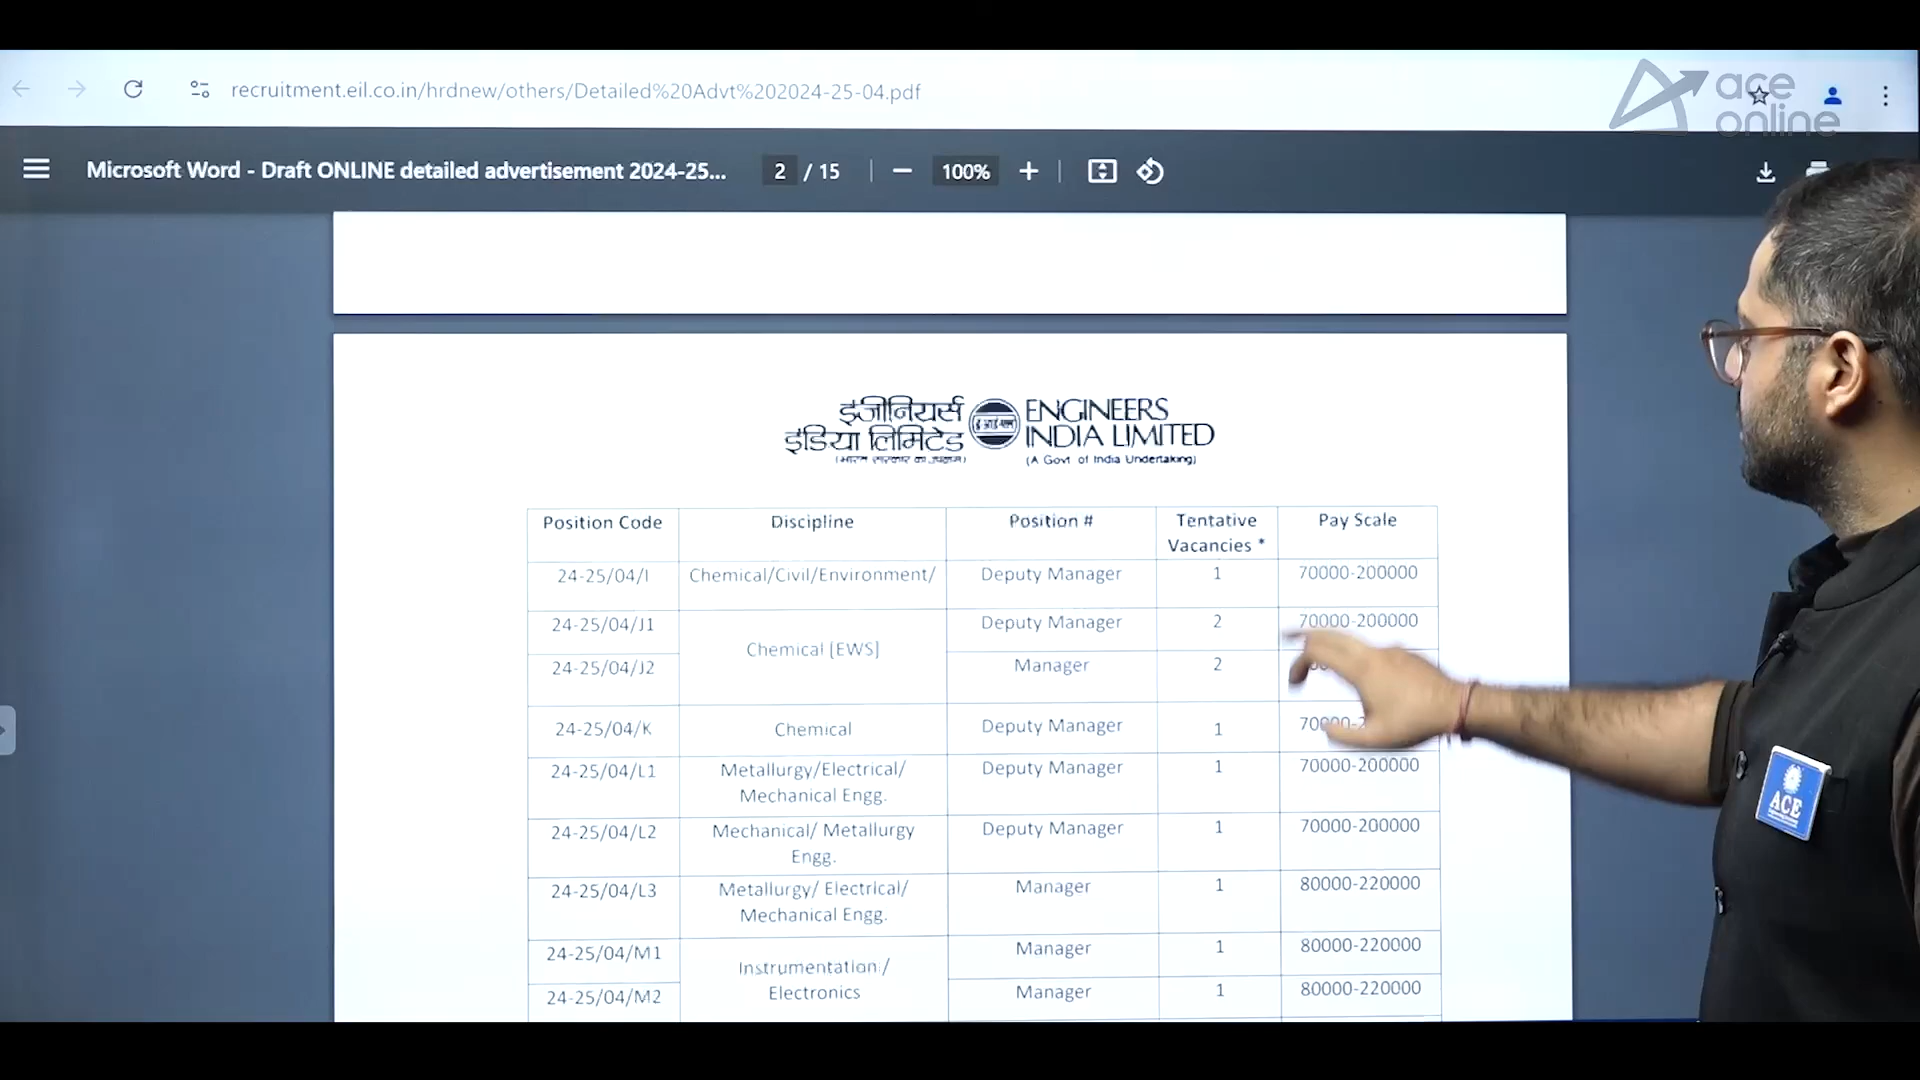 recruitment.eil.co.in/hrdnew/others/Detailed%20Advt%202024-25-04.pdf
ace
online
Microsoft Word - Draft ONLINE detailed advertisement 2024-25...
2 / 15
100%
इंजीनियर्स
इंडिया लिमिटेड
(भारत सरकार का उपक्रम)
ENGINEERS
INDIA LIMITED
(A Govt of India Undertaking)
Position Code Discipline Position # Tentative Vacancies * Pay Scale
24-25/04/I Chemical/Civil/Environment/ Deputy Manager 1 70000-200000
24-25/04/J1 Chemical [EWS] Deputy Manager 2 70000-200000
24-25/04/J2 Manager 2
24-25/04/K Chemical Deputy Manager 1
24-25/04/L1 Metallurgy/Electrical/ Mechanical Engg. Deputy Manager 1 70000-200000
24-25/04/L2 Mechanical/ Metallurgy Engg. Deputy Manager 1 70000-200000
24-25/04/L3 Metallurgy/ Electrical/ Mechanical Engg. Manager 1 80000-220000
24-25/04/M1 Instrumentation/ Electronics Manager 1 80000-220000
24-25/04/M2 Manager 1 80000-220000
ACE